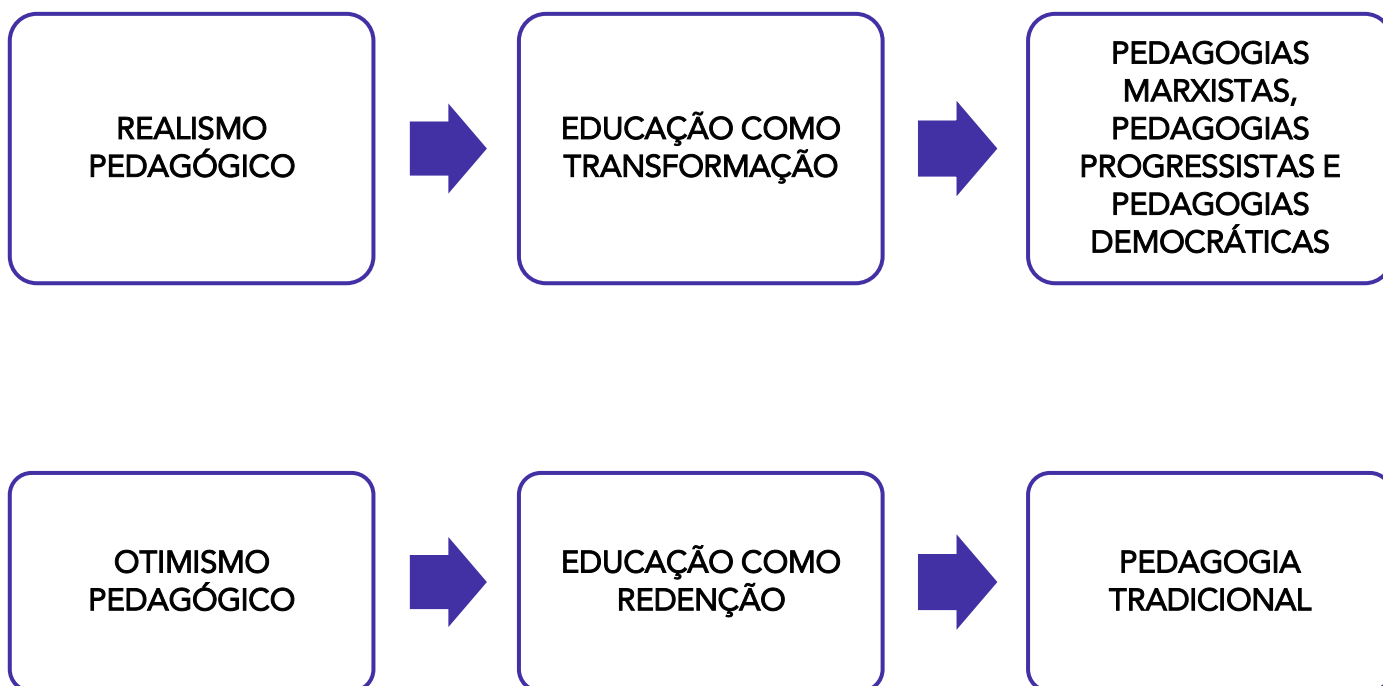 REALISMO
PEDAGÓGICO
EDUCAÇÃO COMO
TRANSFORMAÇÃO
PEDAGOGIAS
MARXISTAS,
PEDAGOGIAS
PROGRESSISTAS E
PEDAGOGIAS
DEMOCRÁTICAS
OTIMISMO
PEDAGÓGICO
EDUCAÇÃO COMO
REDENÇÃO
PEDAGOGIA
TRADICIONAL